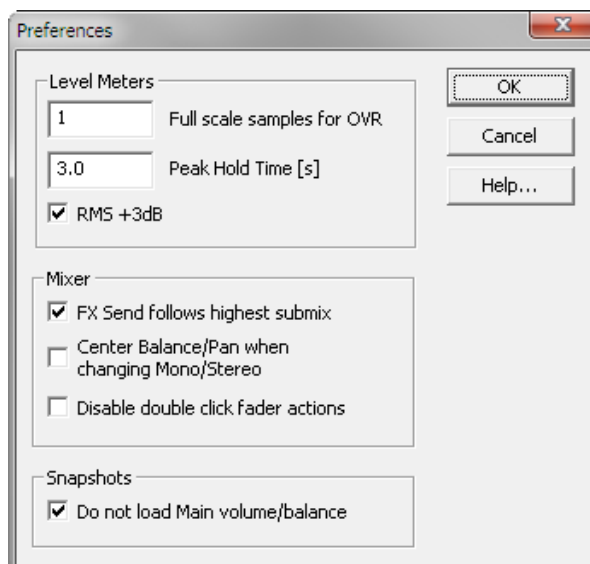 Preferences
Level Meters
1 Full scale samples for OVR
3.0 Peak Hold Time [s]
RMS +3dB
OK
Cancel
Help...
Mixer
FX Send follows highest submix
Center Balance/Pan when
changing Mono/Stereo
Disable double click fader actions
Snapshots
Do not load Main volume/balance